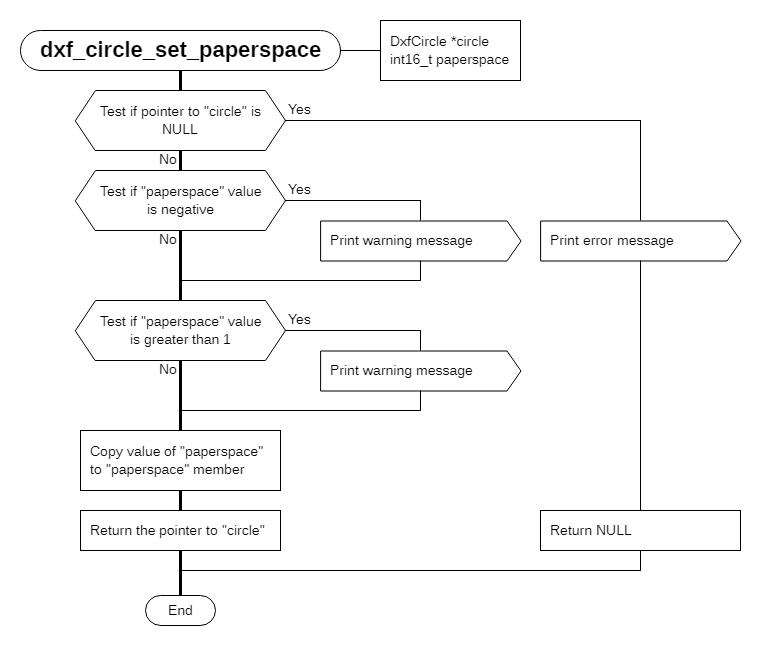 dxf_circle_set_paperspace
DxfCircle *circle
int16_t paperspace
Test if pointer to "circle" is
NULL
Yes
No
Test if "paperspace" value
is negative
Yes
No
Print warning message
Print error message
Test if "paperspace" value
is greater than 1
Yes
No
Print warning message
Copy value of "paperspace"
to "paperspace" member
Return the pointer to "circle"
Return NULL
End